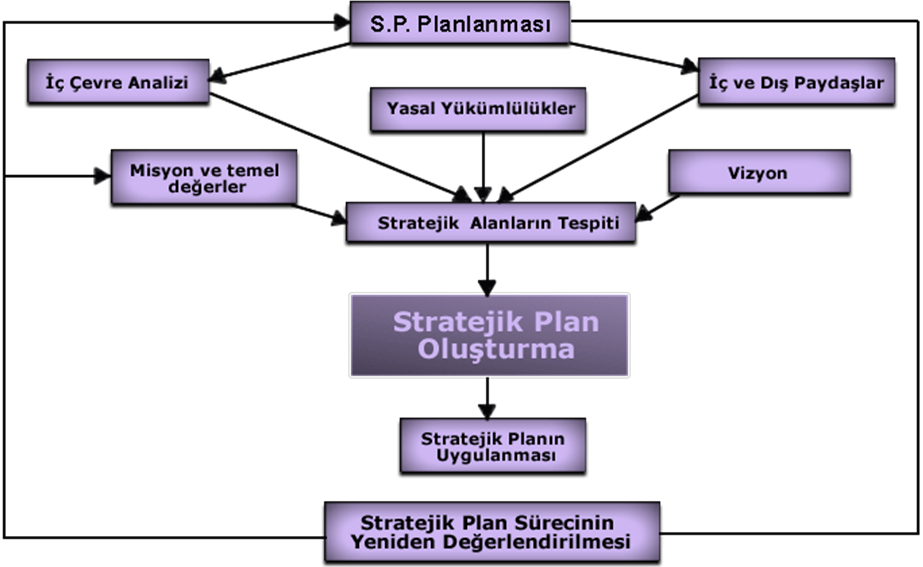 S.P. Planlanması
İç Çevre Analizi
İç ve Dış Paydaşlar
Yasal Yükümlülükler
Misyon ve temel
değerler
Vizyon
Stratejik Alanların Tespiti
Stratejik Plan
Oluşturma
Stratejik Planın
Uygulanması
Stratejik Plan Sürecinin
Yeniden Değerlendirilmesi